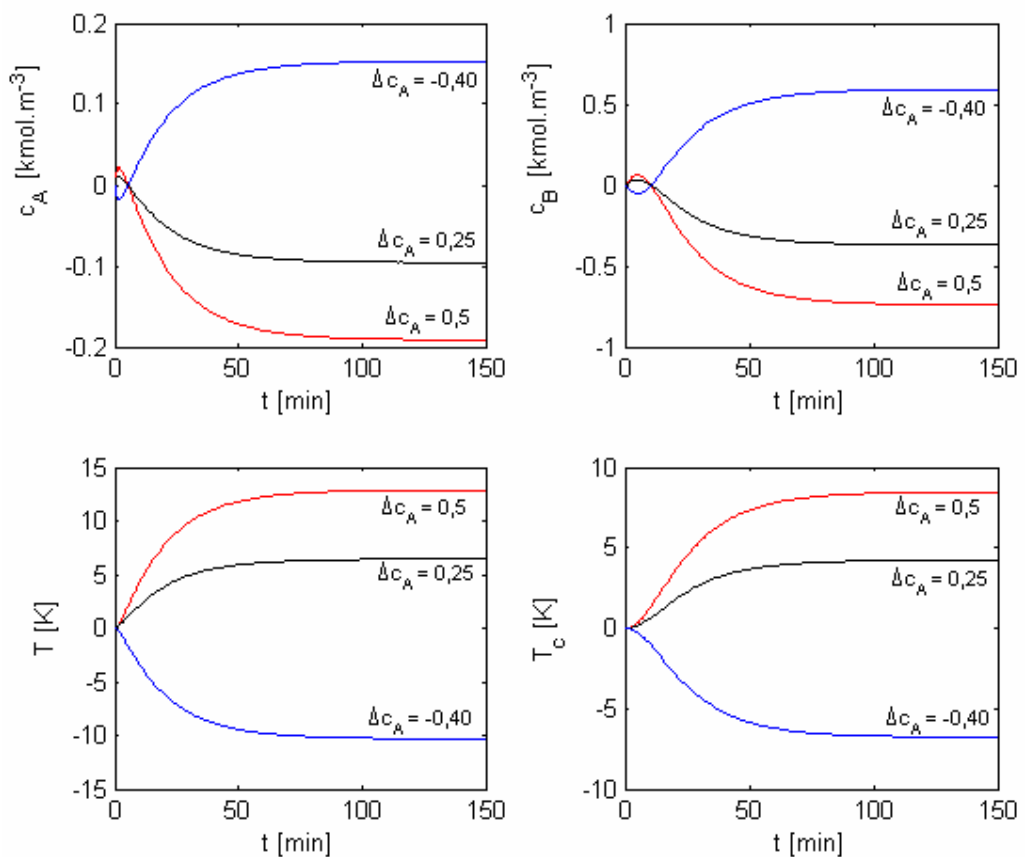 0.2
0.1
0
-0.1
-0.2
c_A [kmol.m⁻³]
Δc_A = -0,40
Δc_A = 0,25
Δc_A = 0,5
0 50 100 150
t [min]
1
0.5
0
-0.5
-1
c_B [kmol.m⁻³]
Δc_A = -0,40
Δc_A = 0,25
Δc_A = 0,5
0 50 100 150
t [min]
15
10
5
0
-5
-10
-15
T [K]
Δc_A = 0,5
Δc_A = 0,25
Δc_A = -0,40
0 50 100 150
t [min]
10
5
0
-5
-10
T_c [K]
Δc_A = 0,5
Δc_A = 0,25
Δc_A = -0,40
0 50 100 150
t [min]